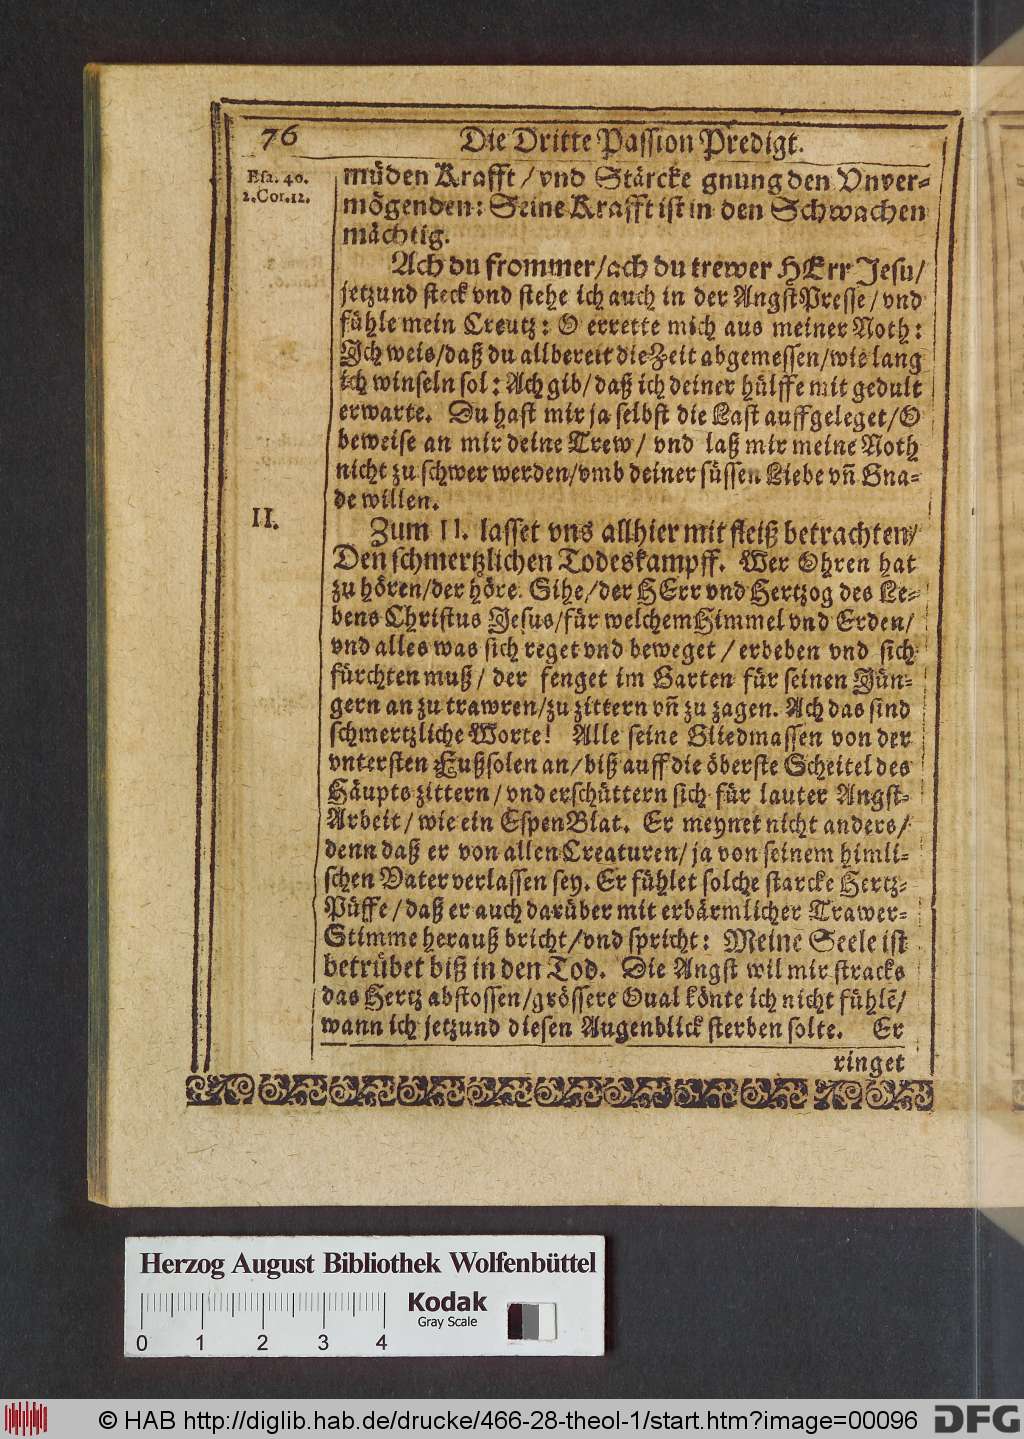 76 Die Dritte Passion Predigt.
Esa. 40.
2.Cor.12.
müden Krafft / vnd Stärcke gnung den Vnver-
mögenden: Seine Krafft ist in den Schwachen
mächtig.
Ach du frommer/ach du trewer HErr Jesu/
jetzund steck vnd stehe ich auch in der AngstPresse/vnd
fühle mein Creutz: O errette mich aus meiner Noth:
Ich weis/daß du allbereit die Zeit abgemessen/wie lang
ich winseln sol: Ach gib/daß ich deiner hülffe mit gedult
erwarte. Du hast mir ja selbst die Last auffgeleget/O
beweise an mir deine Trew/ vnd laß mir meine Noth
nicht zu schwer werden/vmb deiner süssen Liebe vñ Gna-
de willen.
II.
Zum II. lasset vns allhier mit fleiß betrachten/
Den schmertzlichen Todeskampff. Wer Ohren hat
zu hören/der höre. Sihe/der HErr vnd Hertzog des Le-
bens Christus Jesus/für welchem Himmel vnd Erden/
vnd alles was sich reget vnd beweget / erbeben vnd sich
fürchten muß/ der fenget im Garten für seinen Jün-
gern an zu trawren/zu zittern vñ zu zagen. Ach das sind
schmertzliche Worte! Alle seine Gliedmassen von der
vntersten Fußsolen an/biß auff die öberste Scheitel des
Häupts zittern/vnd erschüttern sich für lauter Angst-
Arbeit/wie ein EspenBlat. Er meynet nicht anders/
denn daß er von allen Creaturen/ja von seinem himli-
schen Vater verlassen sey. Er fühlet solche starcke Hertz-
Püffe/daß er auch darüber mit erbärmlicher Trawer-
Stimme herauß bricht/vnd spricht: Meine Seele ist
betrübet biß in den Tod. Die Angst wil mir stracks
das Hertz abstossen/grössere Qual könte ich nicht fühlē/
wann ich jetzund diesen Augenblick sterben solte. Er
ringet
Herzog August Bibliothek Wolfenbüttel
Kodak
Gray Scale
0 1 2 3 4
© HAB http://diglib.hab.de/drucke/466-28-theol-1/start.htm?image=00096
DFG